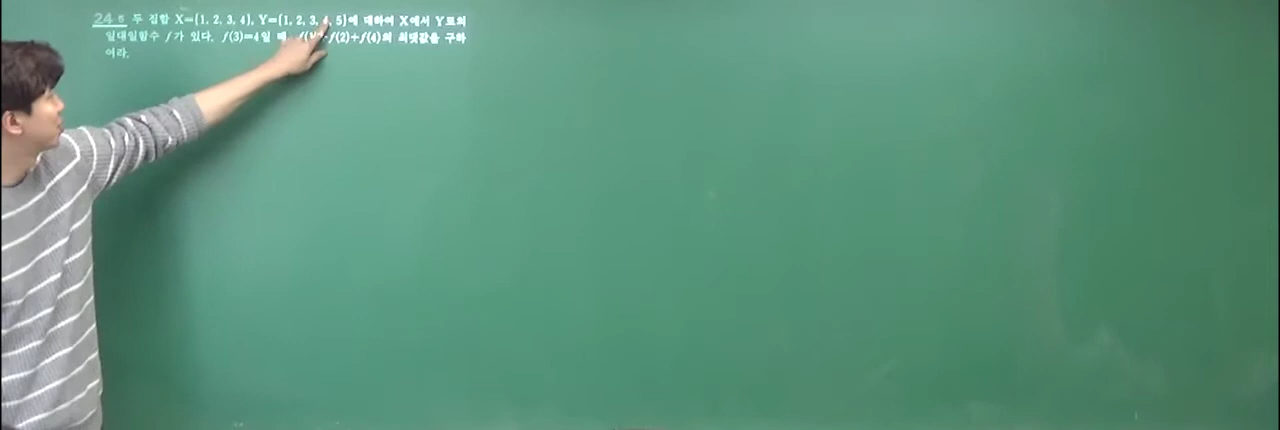 24 5 두 집합 X={1, 2, 3, 4}, Y={1, 2, 3, 4, 5}에 대하여 X에서 Y로의
일대일함수 f가 있다. f(3)=4일 때, f(2)+f(4)의 최댓값을 구하
여라.